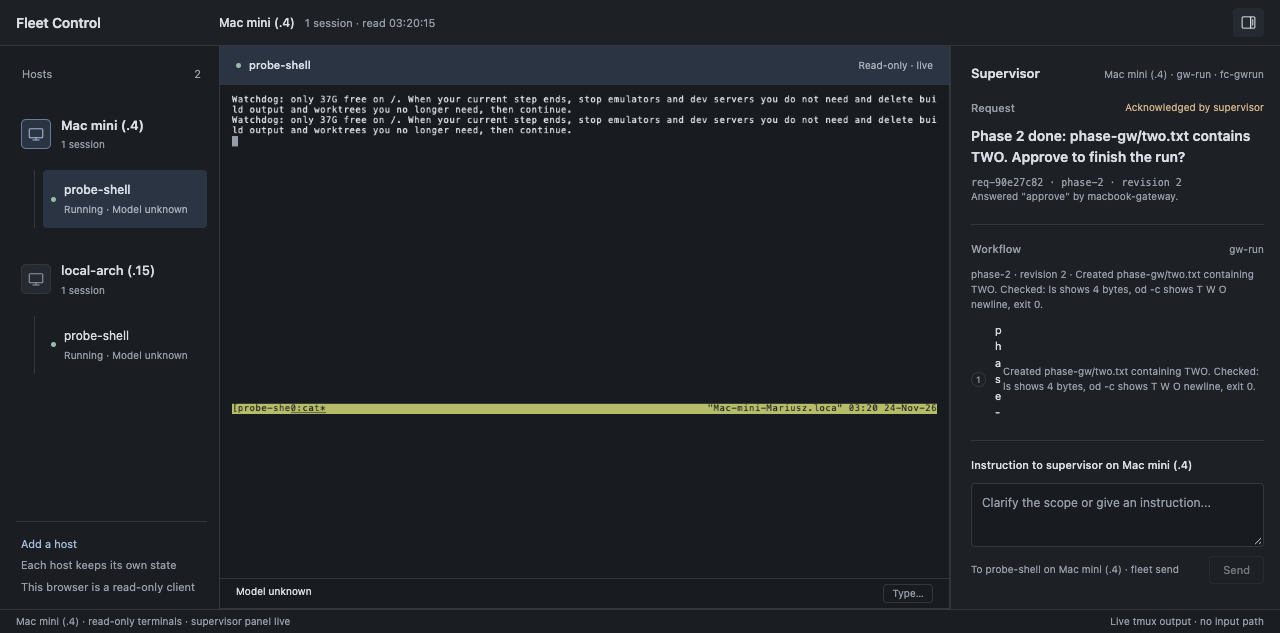 Fleet Control
Mac mini (.4) 1 session · read 03:20:15
Hosts 2
Mac mini (.4)
1 session
probe-shell
Running · Model unknown
local-arch (.15)
1 session
probe-shell
Running · Model unknown
Add a host
Each host keeps its own state
This browser is a read-only client
probe-shell Read-only · live
Watchdog: only 37G free on /. When your current step ends, stop emulators and dev servers you do not need and delete bui
ld output and worktrees you no longer need, then continue.
Watchdog: only 37G free on /. When your current step ends, stop emulators and dev servers you do not need and delete bui
ld output and worktrees you no longer need, then continue.
[probe-she0:cat* "Mac-mini-Mariusz.loca" 03:20 24-Nov-26
Model unknown Type...
Supervisor Mac mini (.4) · gw-run · fc-gwrun
Request Acknowledged by supervisor
Phase 2 done: phase-gw/two.txt contains
TWO. Approve to finish the run?
req-90e27c82 · phase-2 · revision 2
Answered "approve" by macbook-gateway.
Workflow gw-run
phase-2 · revision 2 · Created phase-gw/two.txt containing
TWO. Checked: ls shows 4 bytes, od -c shows T W O
newline, exit 0.
1
p
h
a
s
e
-
Created phase-gw/two.txt containing TWO. Checked:
ls shows 4 bytes, od -c shows T W O newline, exit 0.
Instruction to supervisor on Mac mini (.4)
Clarify the scope or give an instruction...
To probe-shell on Mac mini (.4) · fleet send Send
Mac mini (.4) · read-only terminals · supervisor panel live Live tmux output · no input path